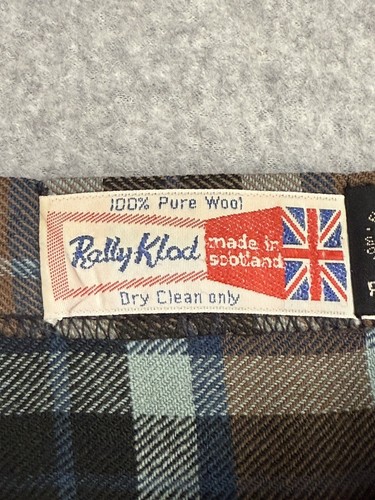 100% Pure Wool
Rally Klad
made in
scotland
Dry Clean only